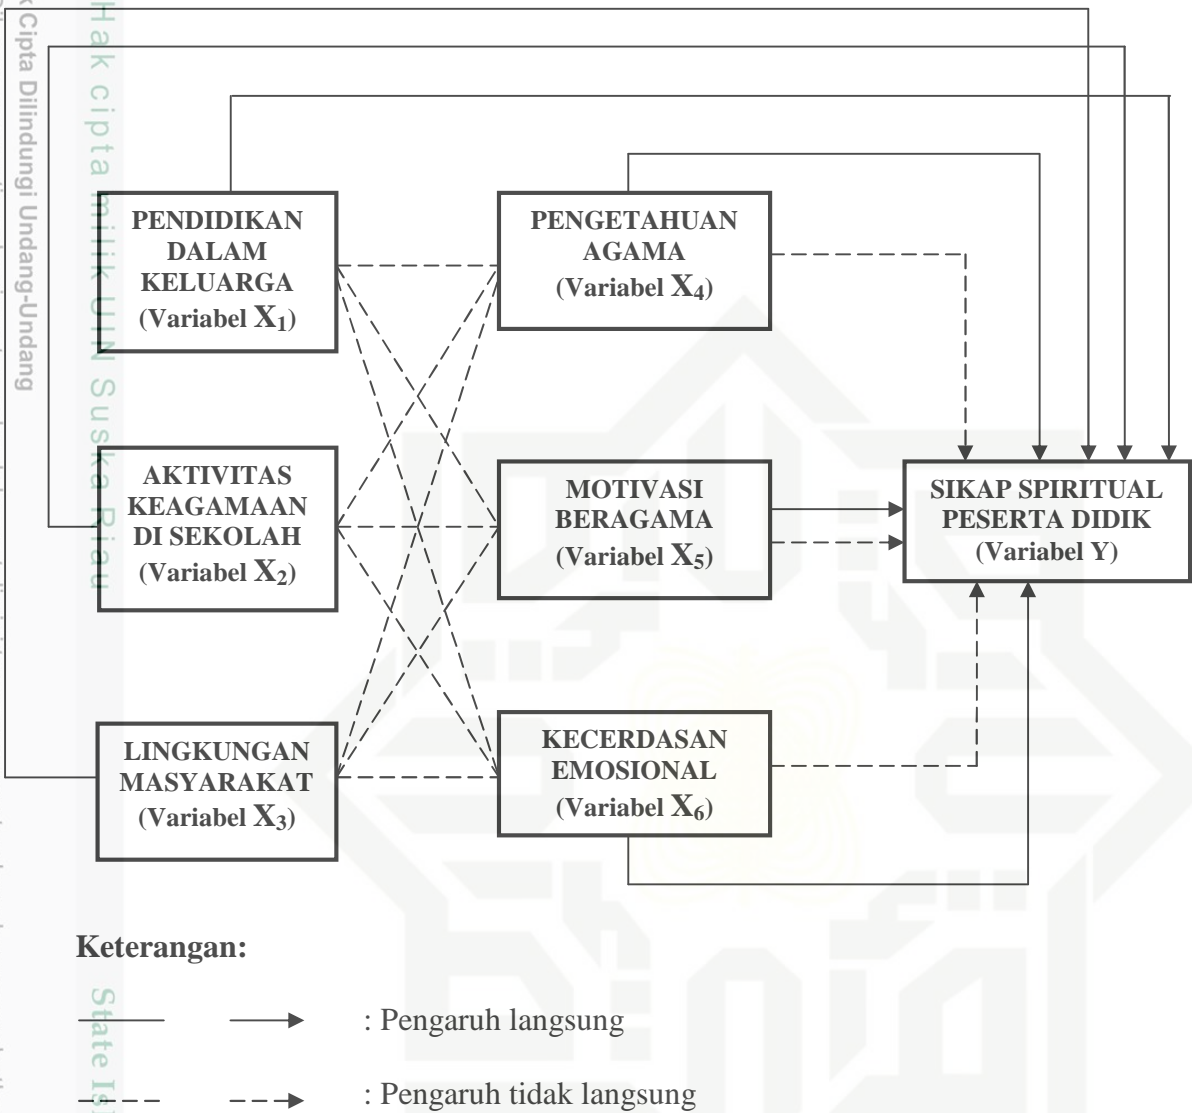 Hak cipta milik UIN Suska Riau
Cipta Dilindungi Undang-Undang
PENDIDIKAN
DALAM
KELUARGA
(Variabel X₁)
PENGETAHUAN
AGAMA
(Variabel X₄)
AKTIVITAS
KEAGAMAAN
DI SEKOLAH
(Variabel X₂)
MOTIVASI
BERAGAMA
(Variabel X₅)
SIKAP SPIRITUAL
PESERTA DIDIK
(Variabel Y)
LINGKUNGAN
MASYARAKAT
(Variabel X₃)
KECERDASAN
EMOSIONAL
(Variabel X₆)
Keterangan:
: Pengaruh langsung
: Pengaruh tidak langsung
State